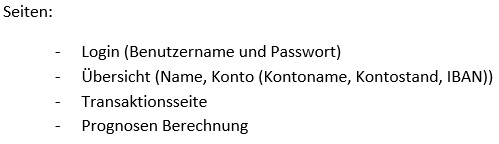 Seiten:
- Login (Benutzername und Passwort)
- Übersicht (Name, Konto (Kontoname, Kontostand, IBAN))
- Transaktionsseite
- Prognosen Berechnung